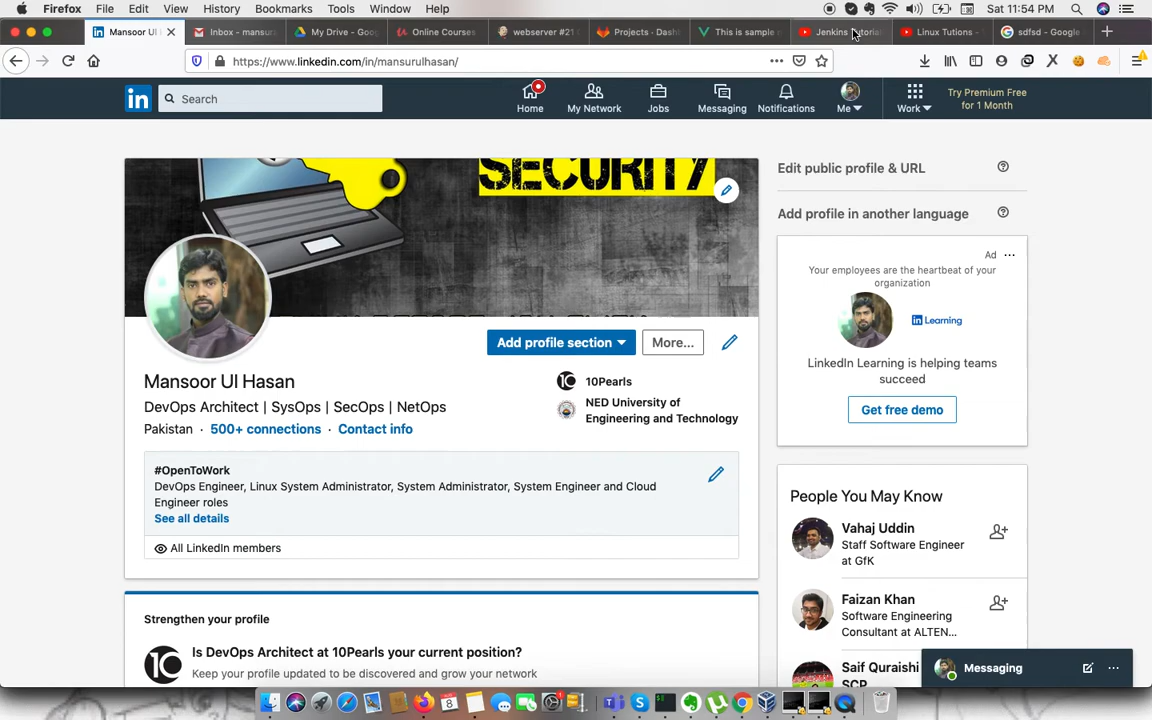 Firefox File Edit View History Bookmarks Tools Window Help Sat 11:54 PM
Mansoor Ul Inbox - mansur My Drive - Goog Online Courses webserver #21 Projects · Dash This is sample Jenkins Tutorial Linux Tutions - sdfsd - Google
https://www.linkedin.com/in/mansurulhasan/
in Search Home My Network Jobs Messaging Notifications Me Work Try Premium Free
for 1 Month
SECURITY
Edit public profile & URL
Add profile in another language
Ad
Your employees are the heartbeat of your
organization
in LEARNING
LinkedIn Learning is helping teams
succeed
Get free demo
Add profile section More...
Mansoor Ul Hasan
DevOps Architect | SysOps | SecOps | NetOps
Pakistan · 500+ connections · Contact info
10Pearls
NED University of
Engineering and Technology
#OpenToWork
DevOps Engineer, Linux System Administrator, System Administrator, System Engineer and Cloud
Engineer roles
See all details
All LinkedIn members
Strengthen your profile
Is DevOps Architect at 10Pearls your current position?
Keep your profile updated to be discovered and grow your network
People You May Know
Vahaj Uddin
Staff Software Engineer
at GfK
Faizan Khan
Software Engineering
Consultant at ALTEN...
Saif Quraishi
SCP
Messaging